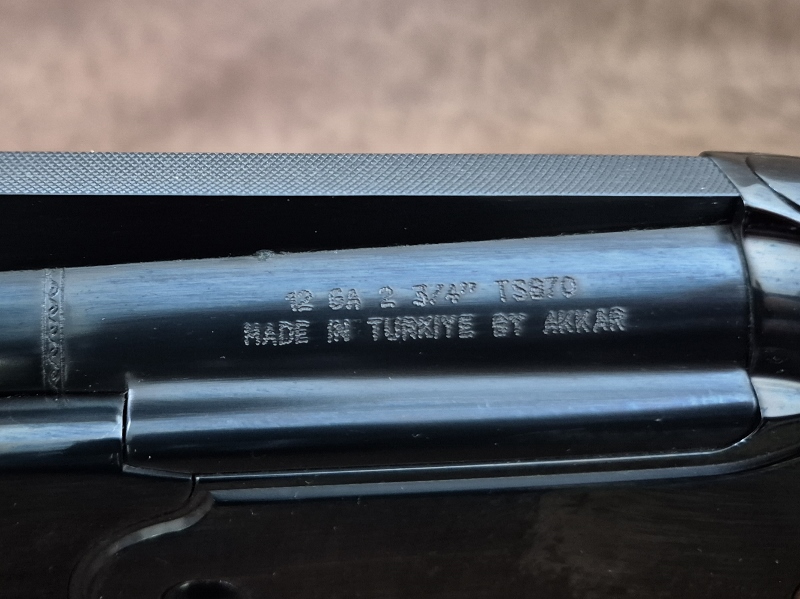 12 GA 2 3/4" TS870
MADE IN TURKIYE BY AKKAR